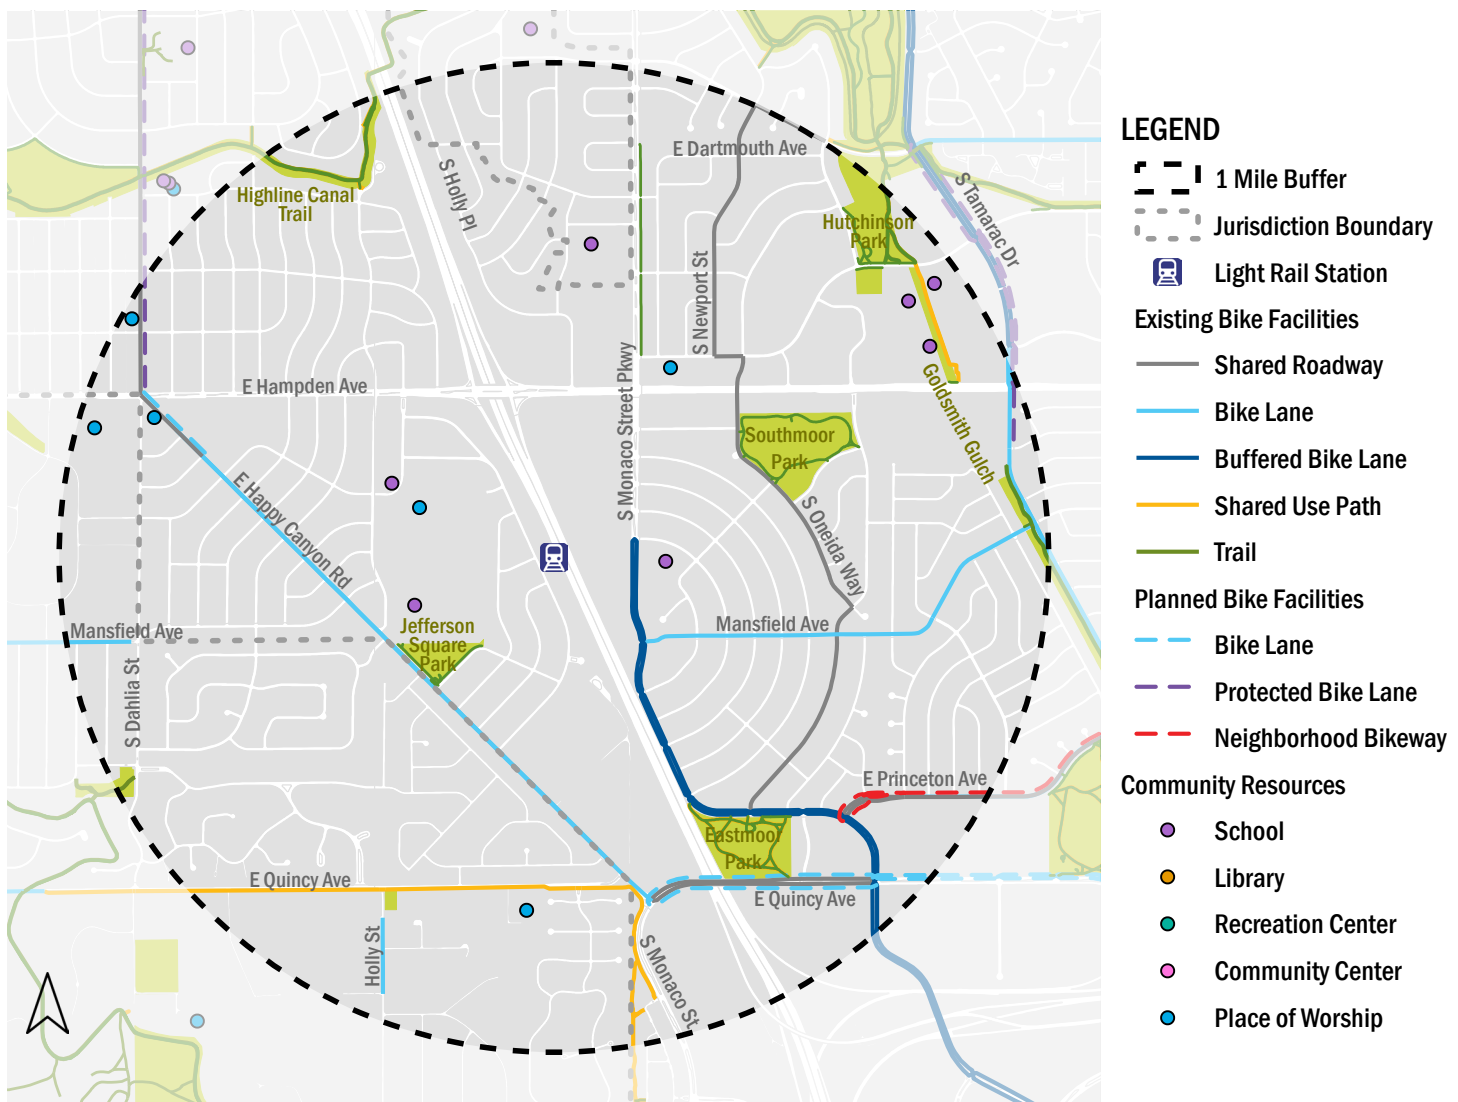 E Dartmouth Ave
S Holly Pl
Highline Canal
Trail
Hutchinson
Park
S Tamarac Dr
S Newport St
S Monaco Street Pkwy
E Hampden Ave
Goldsmith Gulch
Southmoor
Park
E Happy Canyon Rd
S Oneida Way
Mansfield Ave
Jefferson
Square
Park
Mansfield Ave
S Dahlia St
E Princeton Ave
Eastmoor
Park
E Quincy Ave
E Quincy Ave
Holly St
S Monaco St
LEGEND
1 Mile Buffer
Jurisdiction Boundary
Light Rail Station
Existing Bike Facilities
Shared Roadway
Bike Lane
Buffered Bike Lane
Shared Use Path
Trail
Planned Bike Facilities
Bike Lane
Protected Bike Lane
Neighborhood Bikeway
Community Resources
School
Library
Recreation Center
Community Center
Place of Worship